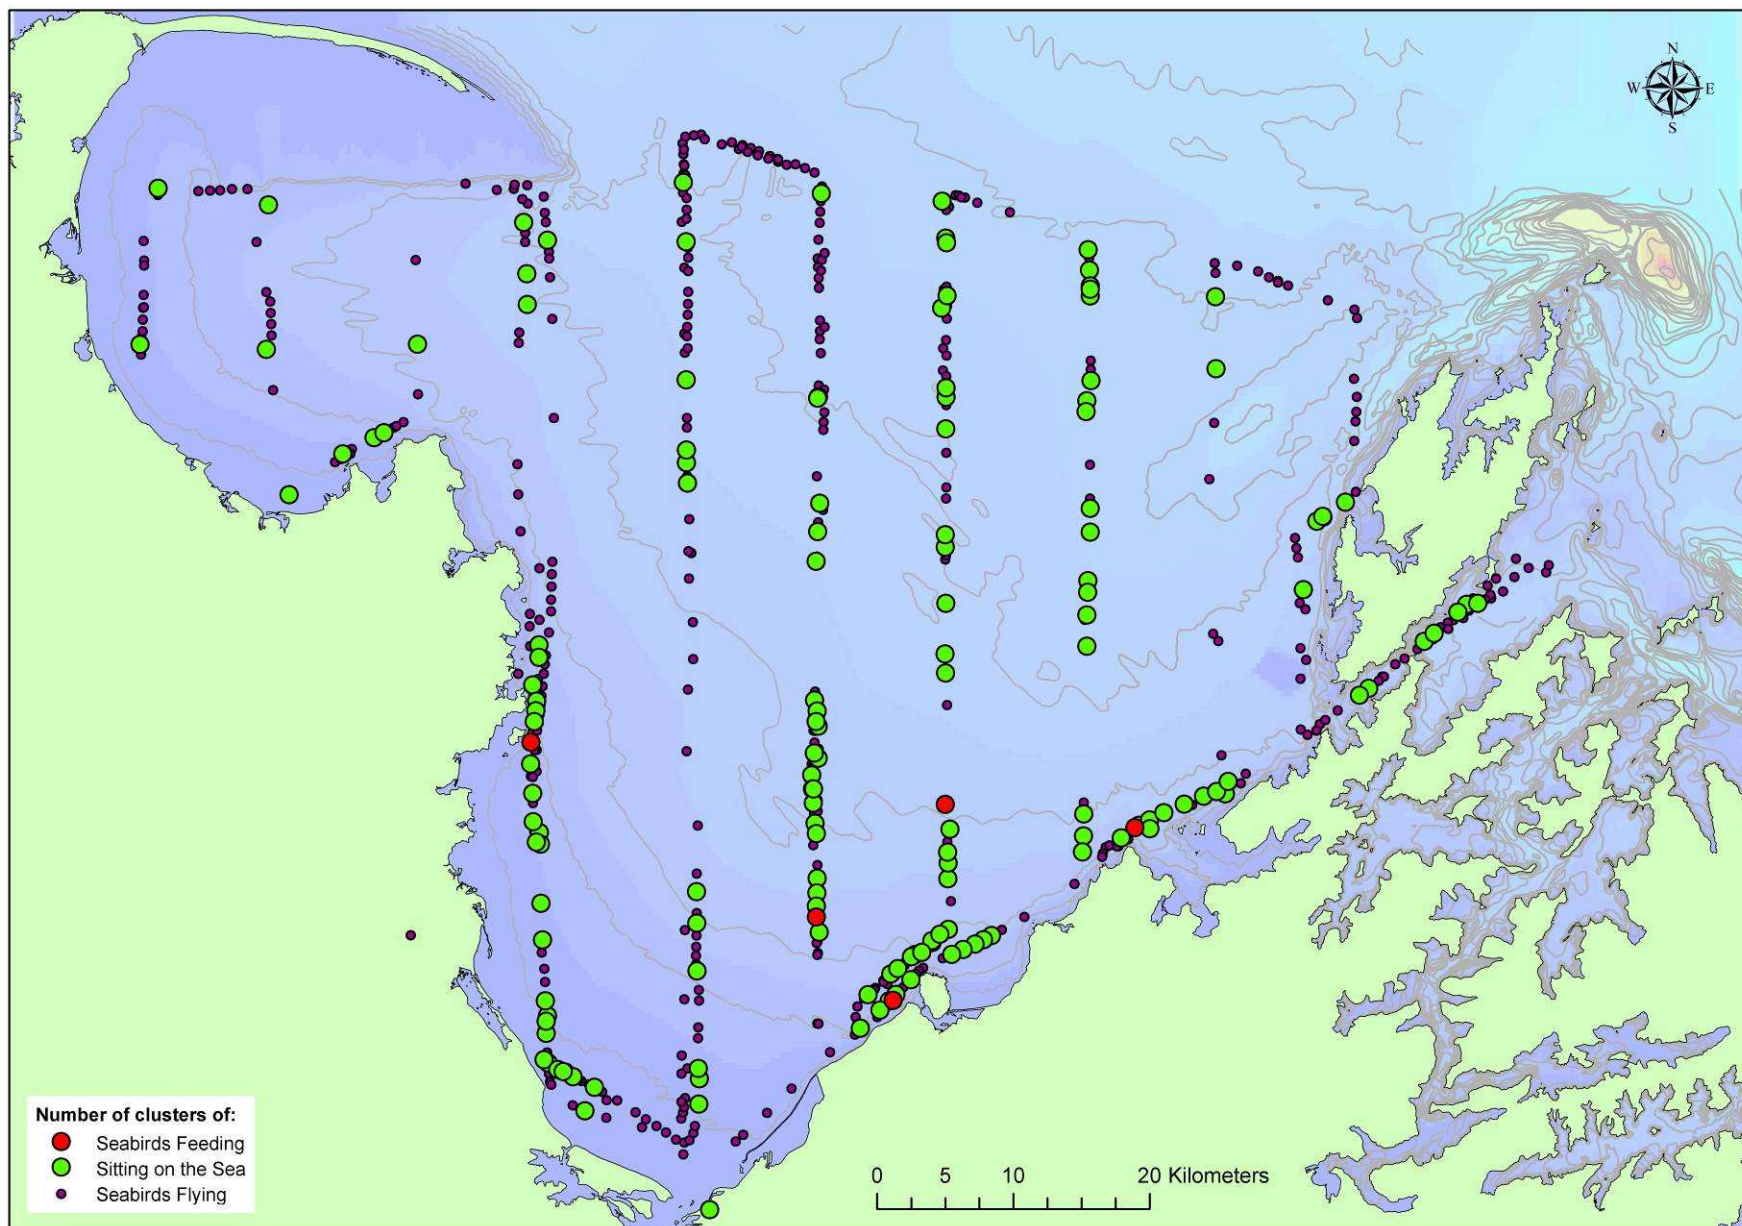 N
W E
S
Number of clusters of:
Seabirds Feeding
Sitting on the Sea
Seabirds Flying
0 5 10 20 Kilometers